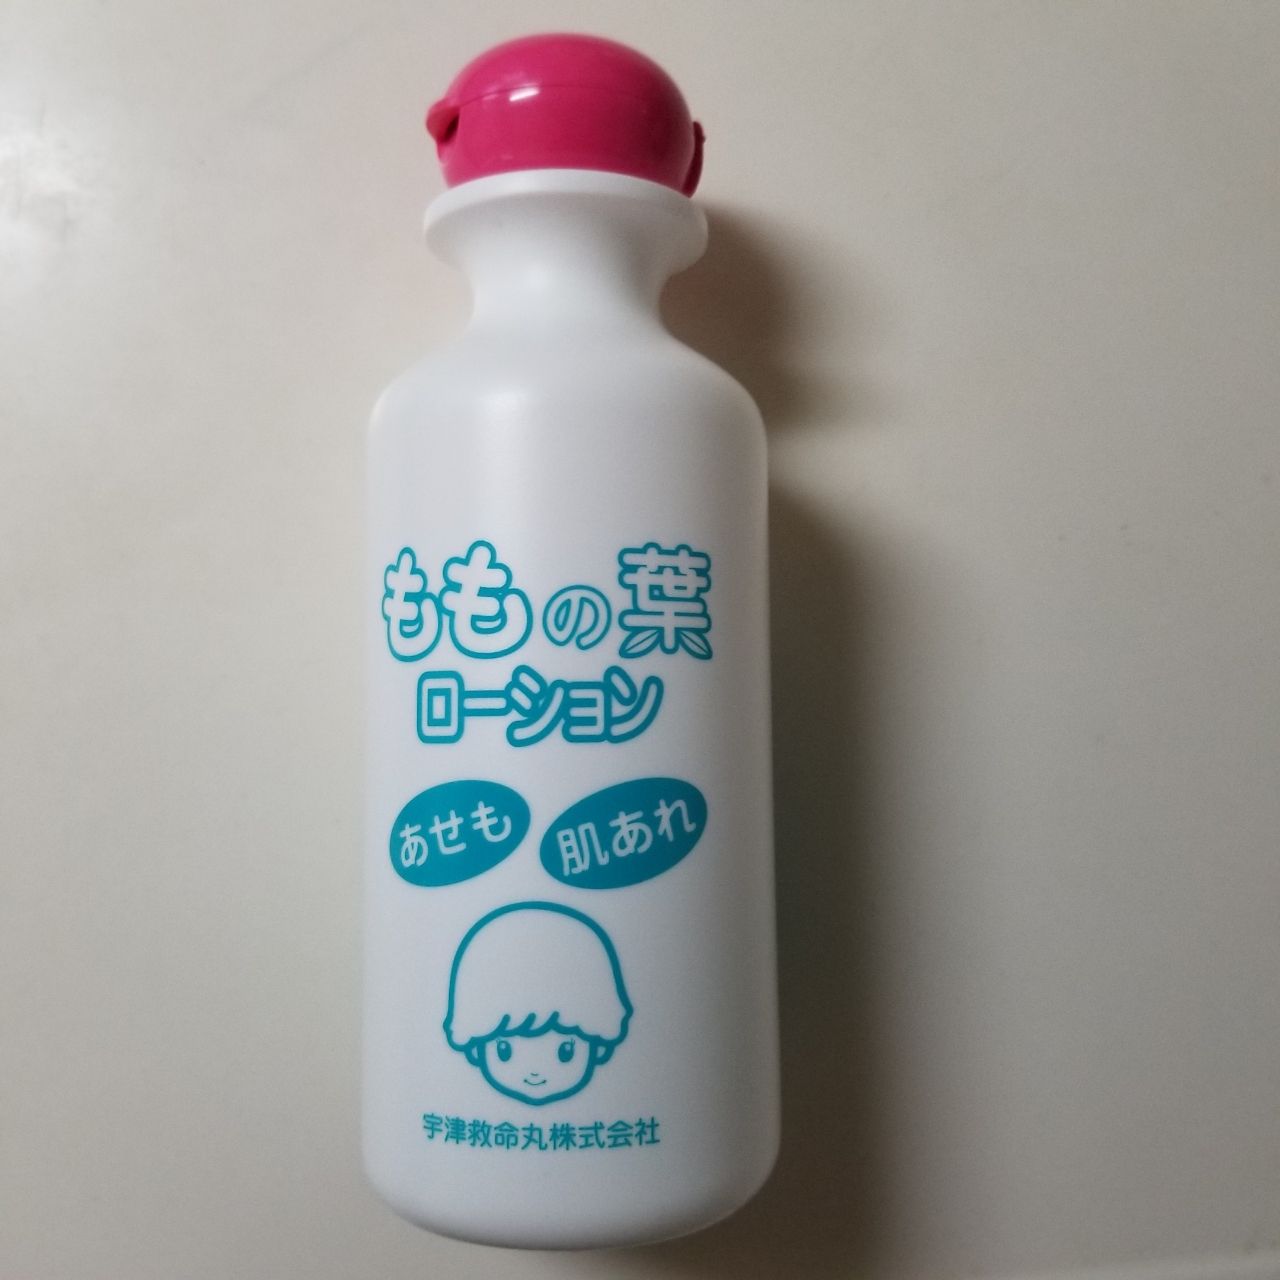 ももの葉
ローション
あせも 肌あれ
宇津救命丸株式会社